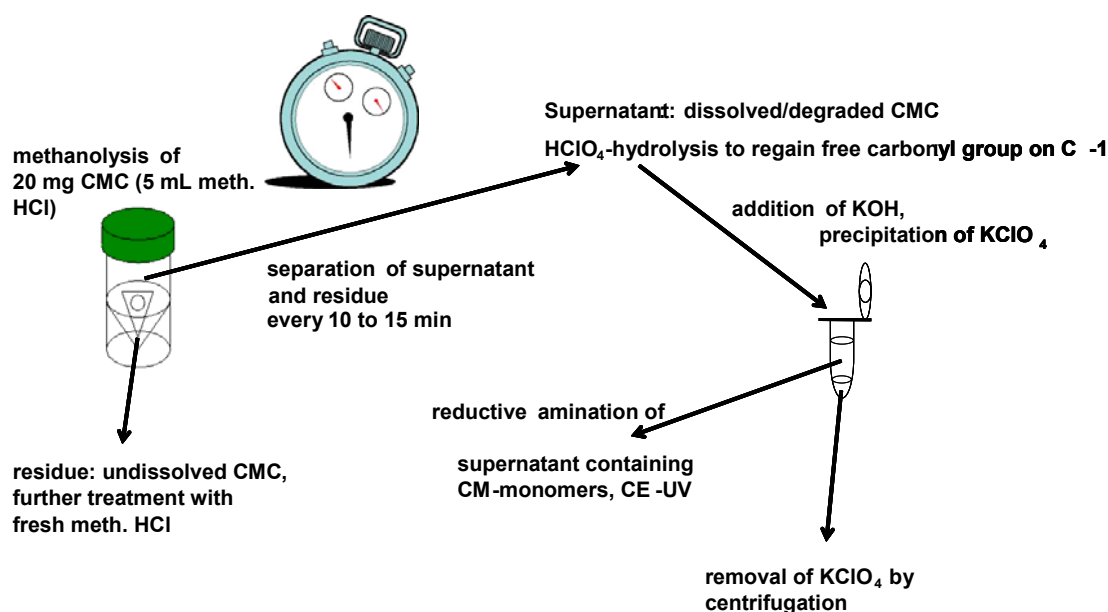 methanolysis of
20 mg CMC (5 mL meth.
HCl)
Supernatant: dissolved/degraded CMC
HClO4-hydrolysis to regain free carbonyl group on C -1
addition of KOH,
precipitation of KClO 4
separation of supernatant
and residue
every 10 to 15 min
reductive amination of
supernatant containing
CM-monomers, CE -UV
residue: undissolved CMC,
further treatment with
fresh meth. HCl
removal of KClO4 by
centrifugation